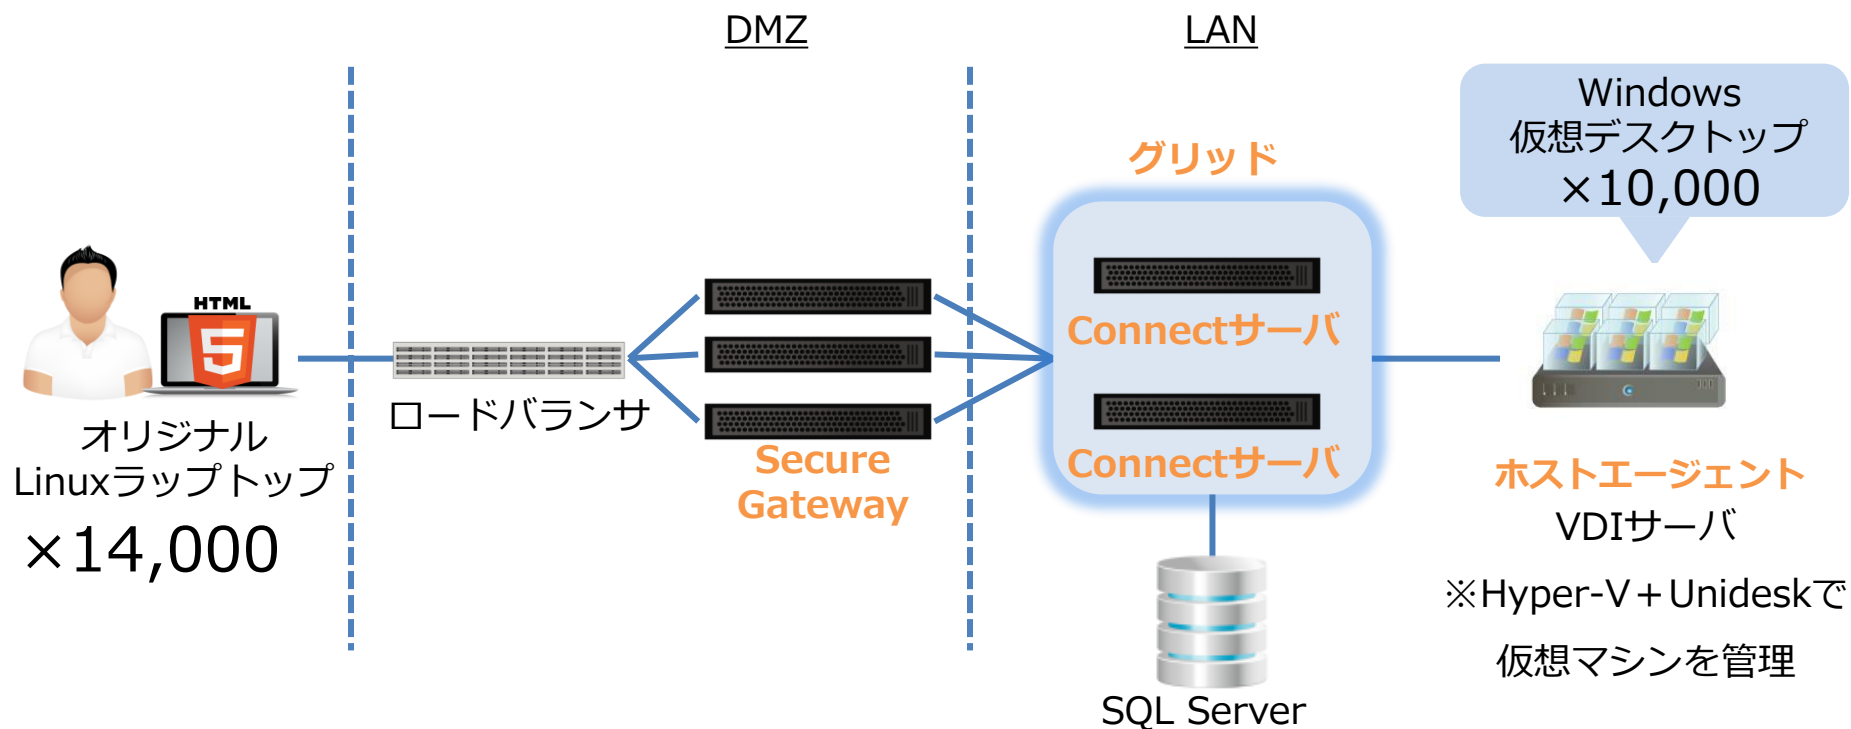 DMZ
LAN
Windows
仮想デスクトップ
×10,000
グリッド
HTML
5
Connectサーバ
Connectサーバ
ロードバランサ
オリジナル
Linuxラップトップ
×14,000
Secure
Gateway
ホストエージェント
VDIサーバ
※Hyper-V＋Unideskで
仮想マシンを管理
SQL Server